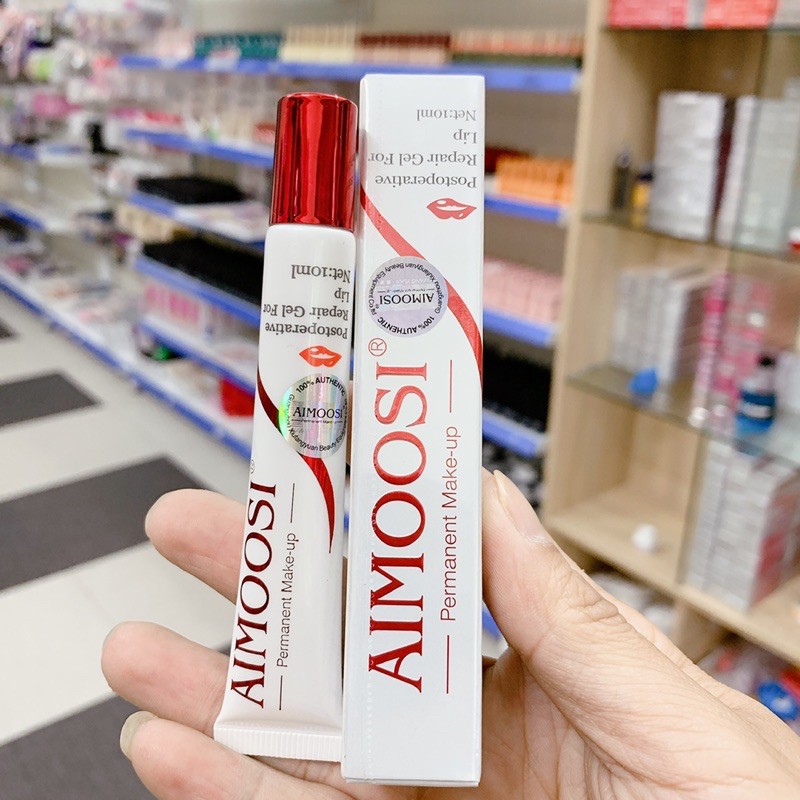 Postoperative
Repair Gel For
Lip
Net:10ml
100% AUTHENTIC
AIMOOSI
AIMOOSI®
Permanent Make-up
Postoperative
Repair Gel For
Lip
Net:10ml
AIMOOSI
100% AUTHENTIC
AIMOOSI®
Permanent Make-up